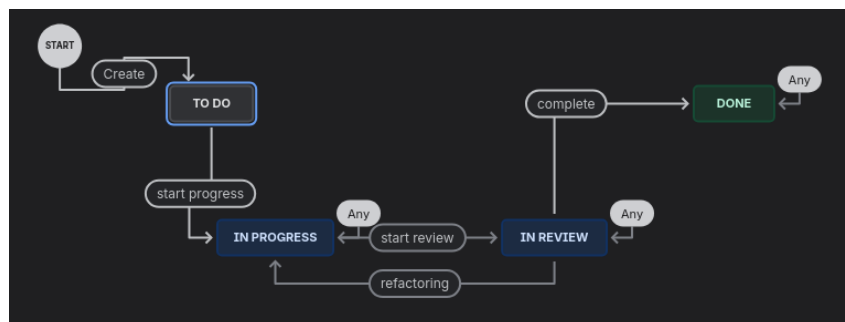 START
Create
TO DO
complete
DONE
Any
start progress
IN PROGRESS
Any
start review
IN REVIEW
Any
refactoring